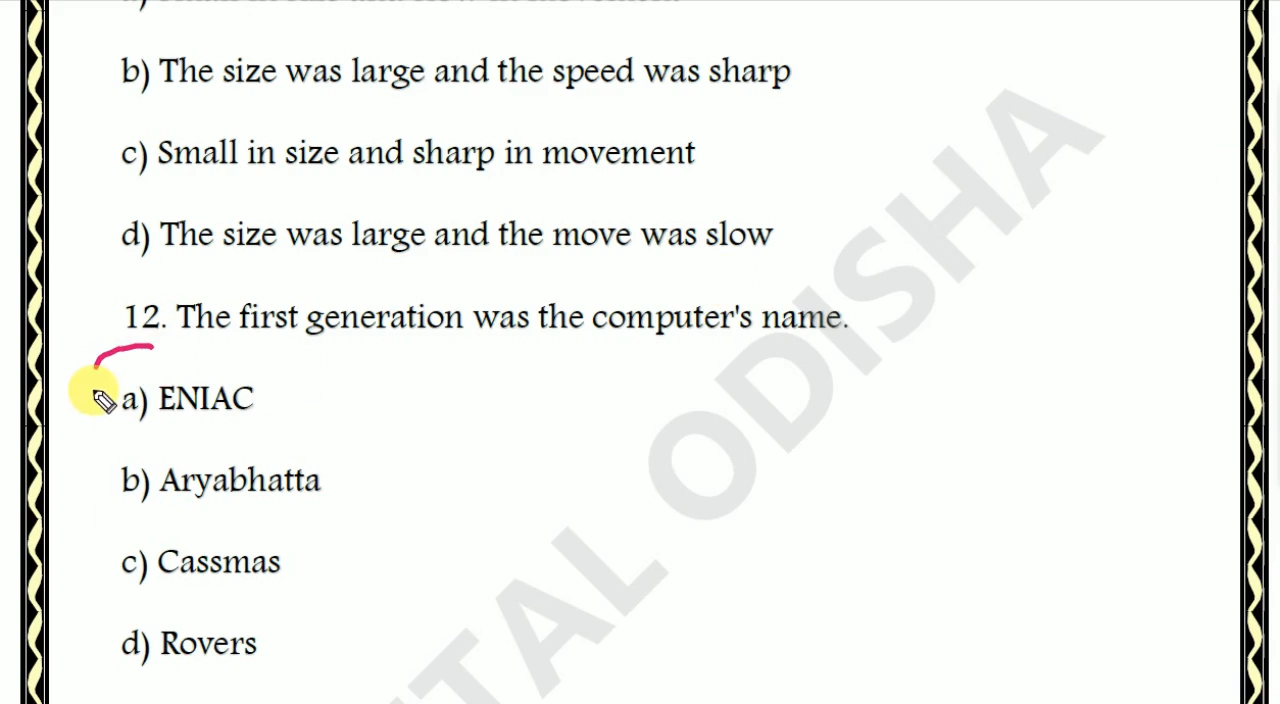 b) The size was large and the speed was sharp
c) Small in size and sharp in movement
d) The size was large and the move was slow
12. The first generation was the computer's name.
a) ENIAC
b) Aryabhatta
c) Cassmas
d) Rovers
ODISHA